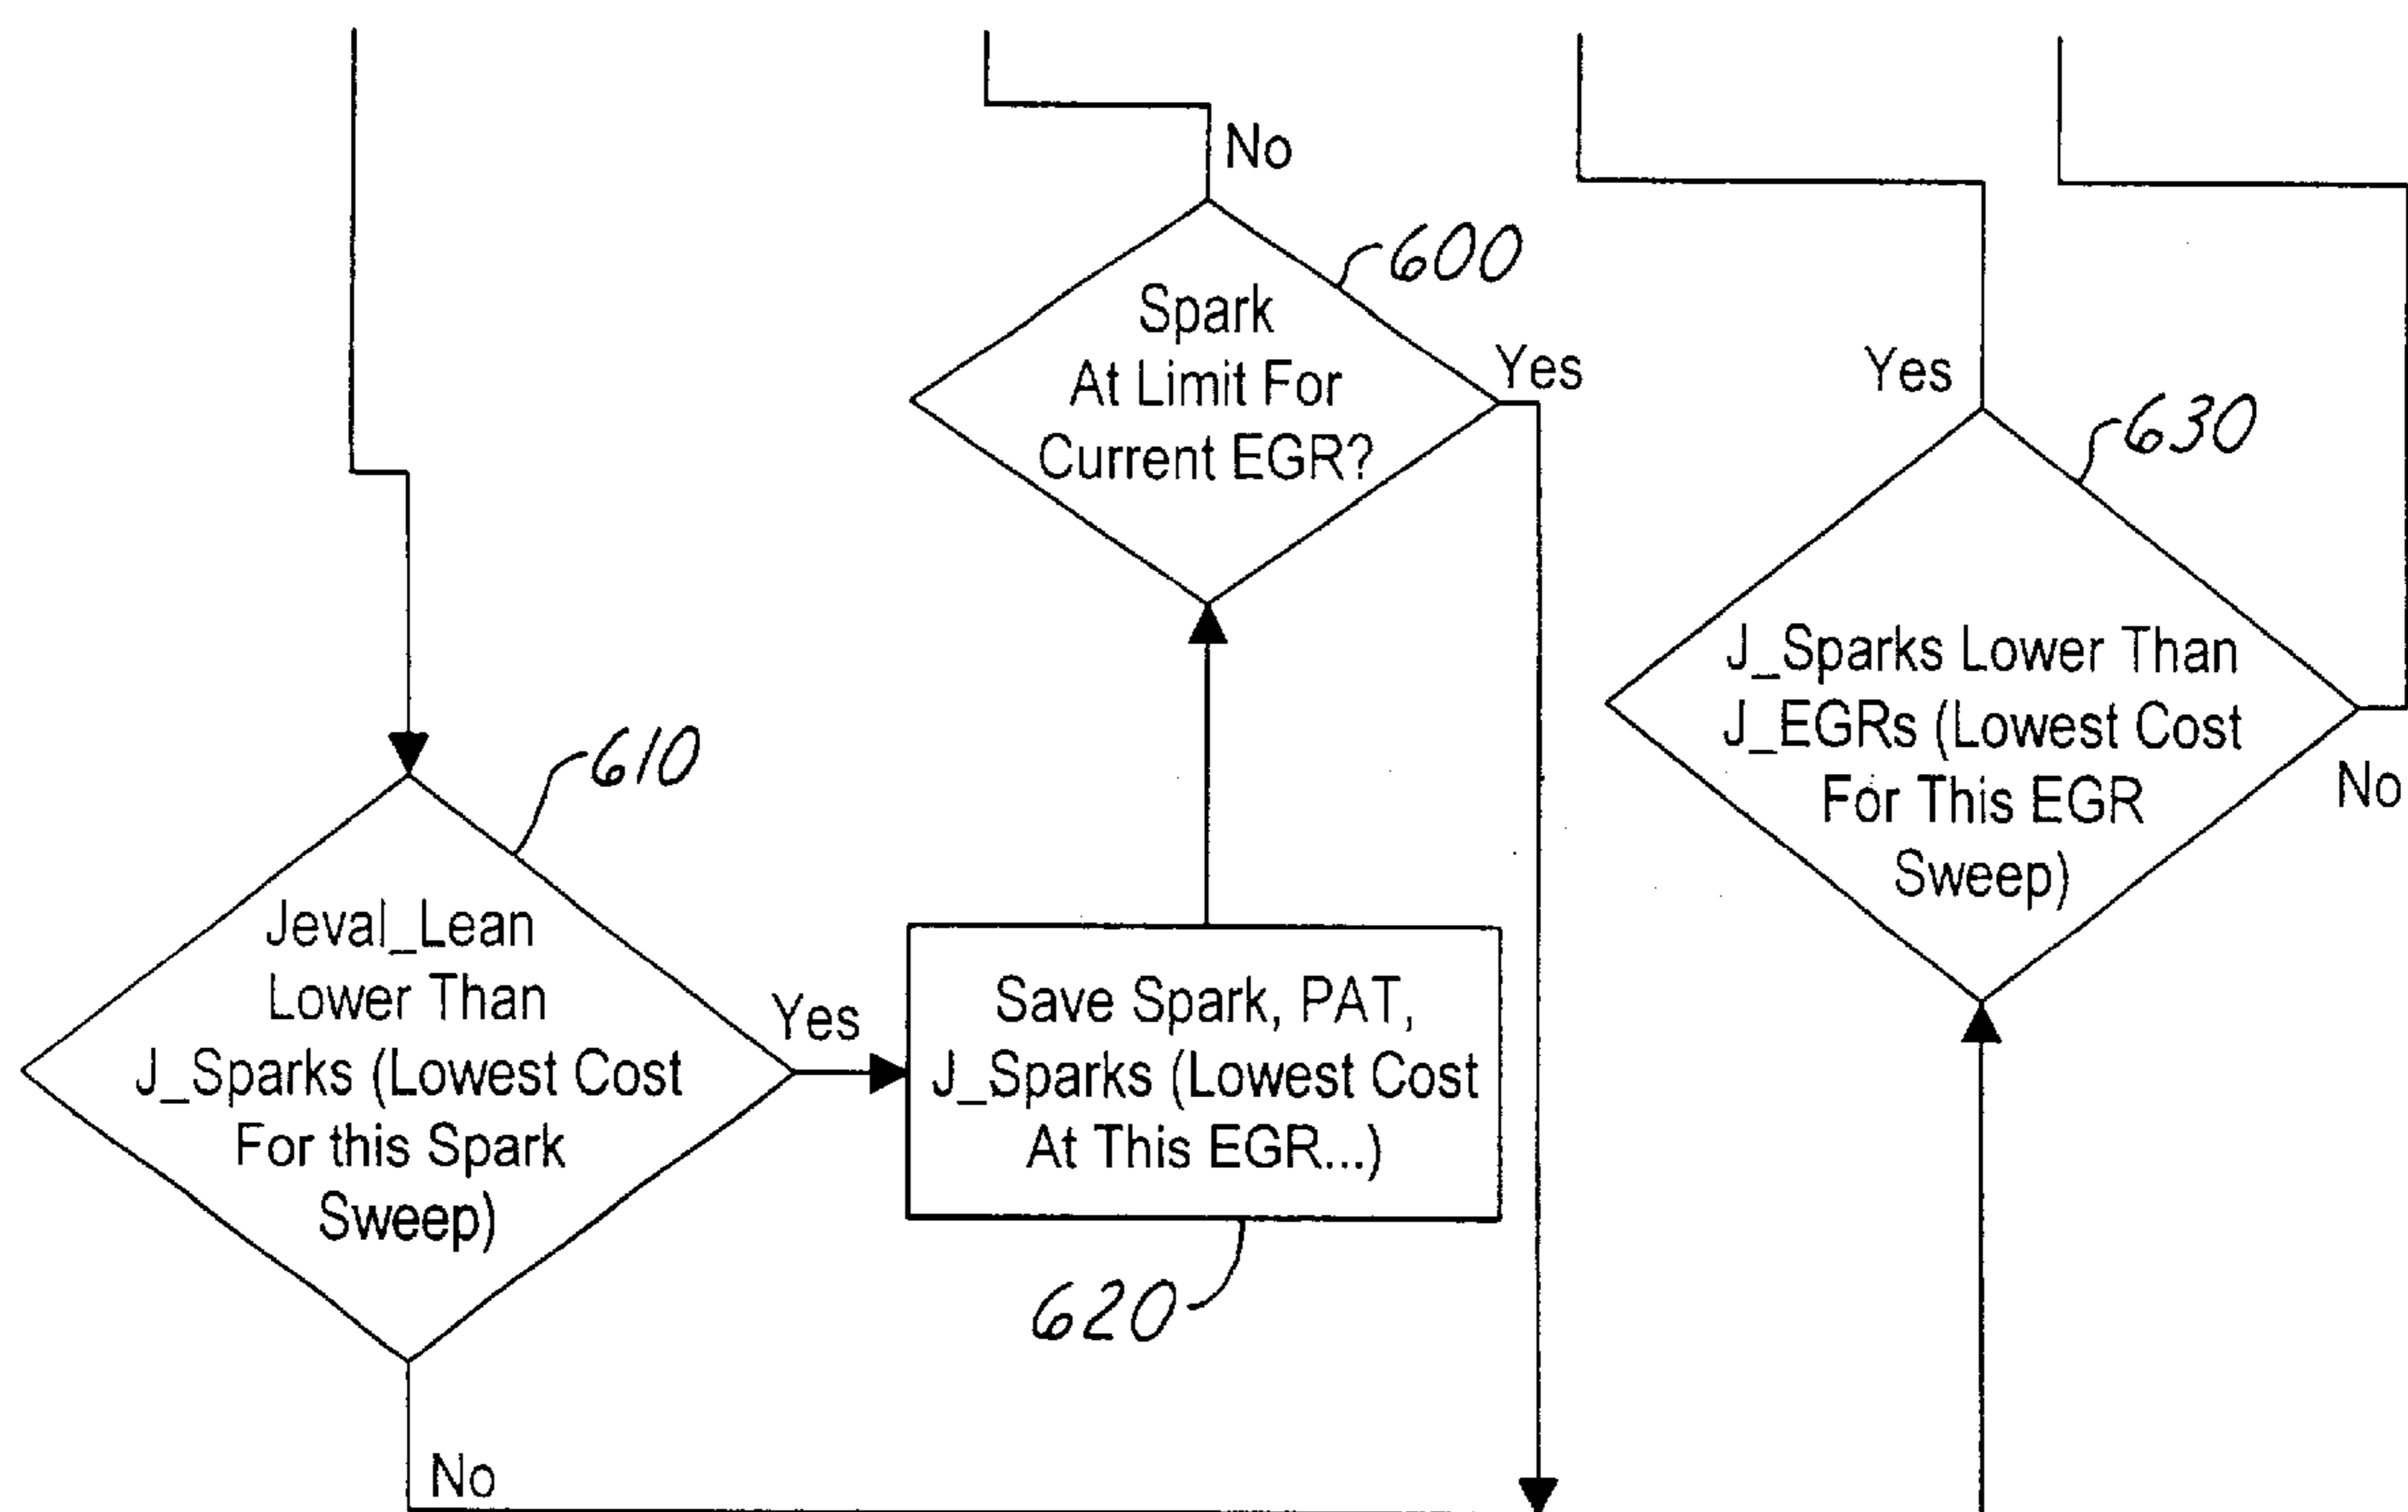 No
600
Spark
At Limit For
Current EGR?
Yes
Yes
630
J_Sparks Lower Than
J_EGRs (Lowest Cost
For This EGR
Sweep)
No
610
Jeval_Lean
Lower Than
J_Sparks (Lowest Cost
For this Spark
Sweep)
Yes
Save Spark, PAT,
J_Sparks (Lowest Cost
At This EGR...)
620
No